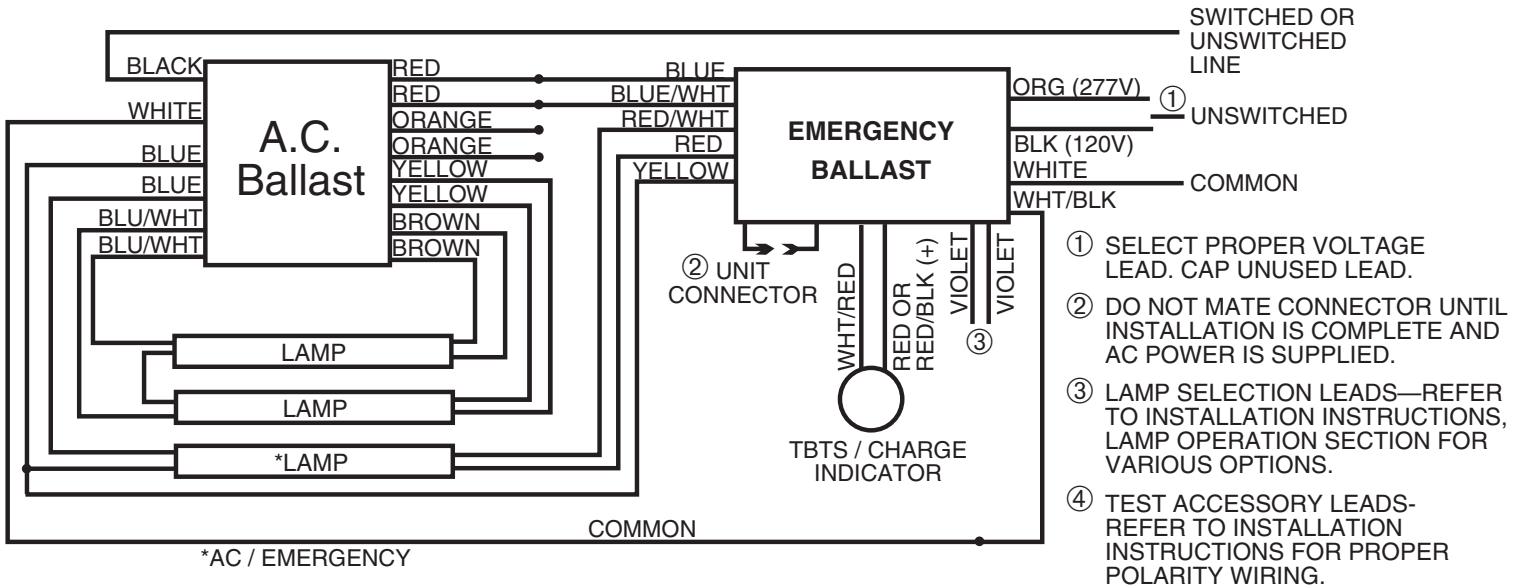 SWITCHED OR
UNSWITCHED
LINE
BLACK
WHITE
BLUE
BLUE
BLU/WHT
BLU/WHT
A.C.
Ballast
RED
RED
ORANGE
ORANGE
YELLOW
YELLOW
BROWN
BROWN
BLUE
BLUE/WHT
RED/WHT
RED
YELLOW
EMERGENCY
BALLAST
ORG (277V)
① UNSWITCHED
BLK (120V)
WHITE
COMMON
WHT/BLK
② UNIT
CONNECTOR
WHT/RED
RED OR
RED/BLK (+)
VIOLET
VIOLET
③
TBTS / CHARGE
INDICATOR
LAMP
LAMP
*LAMP
COMMON
*AC / EMERGENCY
① SELECT PROPER VOLTAGE
LEAD. CAP UNUSED LEAD.
② DO NOT MATE CONNECTOR UNTIL
INSTALLATION IS COMPLETE AND
AC POWER IS SUPPLIED.
③ LAMP SELECTION LEADS—REFER
TO INSTALLATION INSTRUCTIONS,
LAMP OPERATION SECTION FOR
VARIOUS OPTIONS.
④ TEST ACCESSORY LEADS-
REFER TO INSTALLATION
INSTRUCTIONS FOR PROPER
POLARITY WIRING.